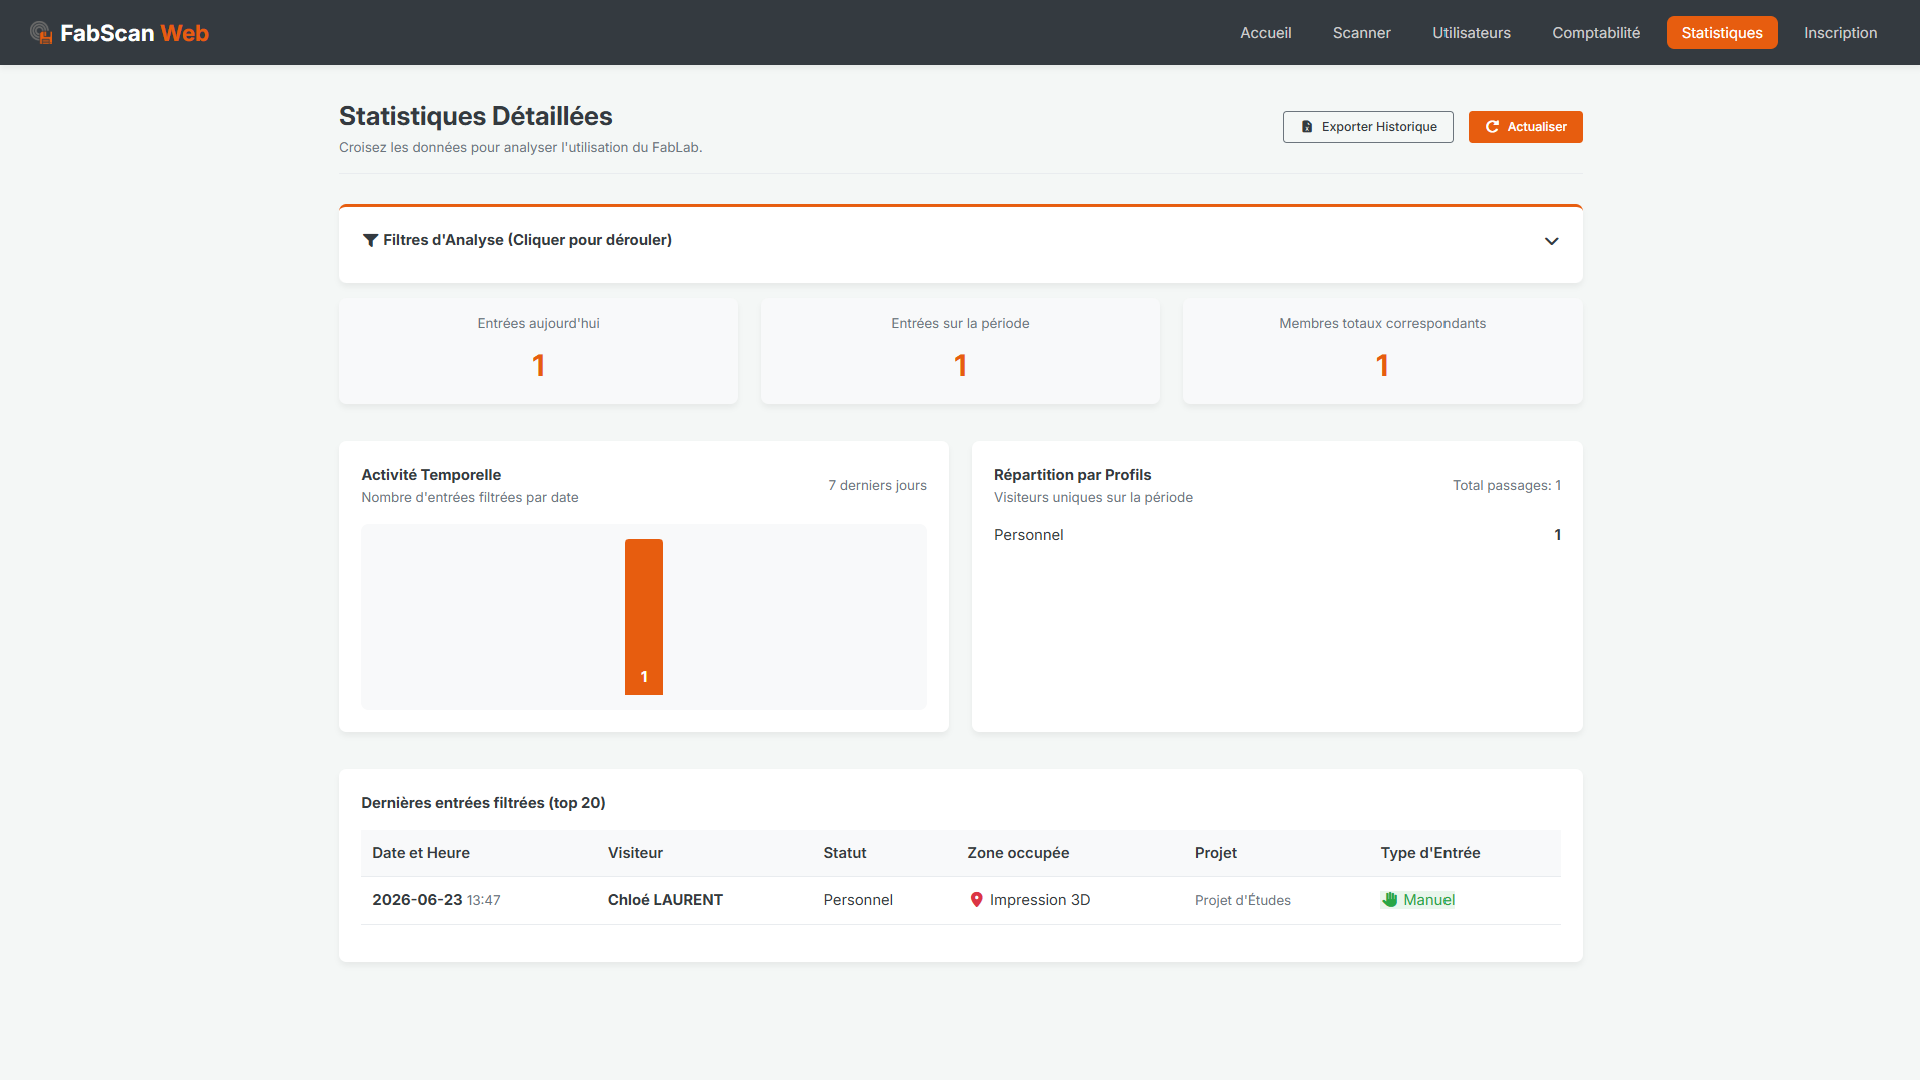 FabScan Web
Accueil
Scanner
Utilisateurs
Comptabilité
Statistiques
Inscription
Statistiques Détaillées
Croisez les données pour analyser l'utilisation du FabLab.
Exporter Historique
Actualiser
Filtres d'Analyse (Cliquer pour dérouler)
Entrées aujourd'hui
1
Entrées sur la période
1
Membres totaux correspondants
1
Activité Temporelle
Nombre d'entrées filtrées par date
7 derniers jours
1
Répartition par Profils
Visiteurs uniques sur la période
Total passages: 1
Personnel 1
Dernières entrées filtrées (top 20)
Date et Heure Visiteur Statut Zone occupée Projet Type d'Entrée
2026-06-23 13:47 Chloé LAURENT Personnel Impression 3D Projet d'Études Manuel